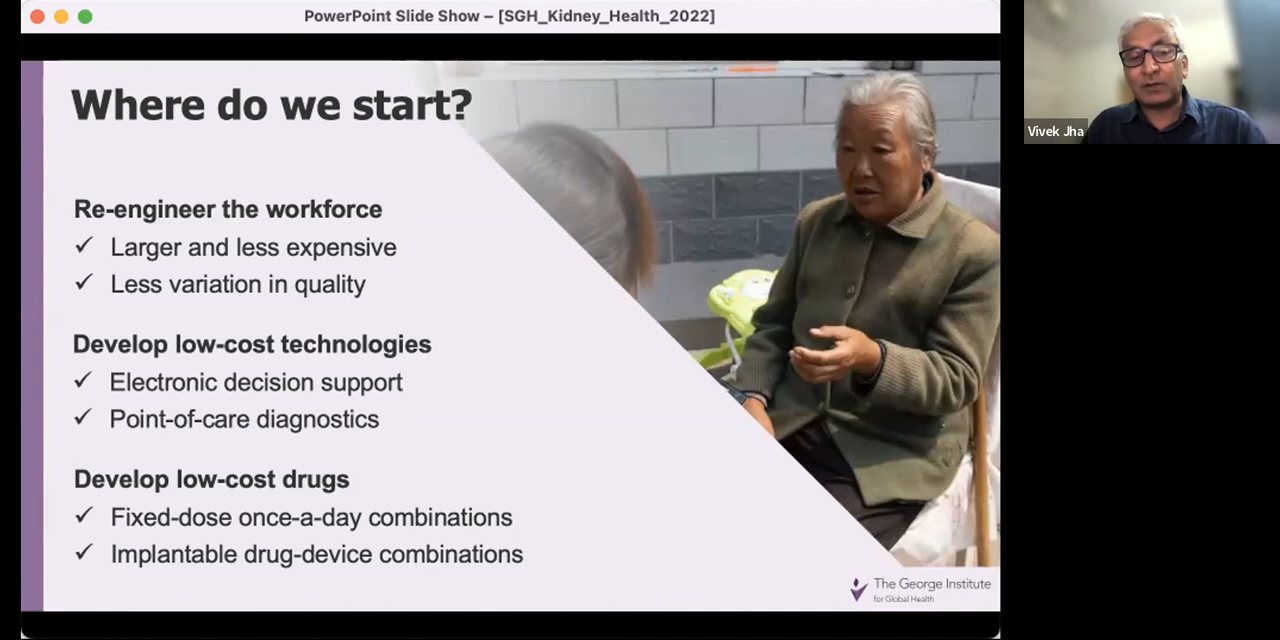 PowerPoint Slide Show – [SGH_Kidney_Health_2022]
Where do we start?
Re-engineer the workforce
✓ Larger and less expensive
✓ Less variation in quality
Develop low-cost technologies
✓ Electronic decision support
✓ Point-of-care diagnostics
Develop low-cost drugs
✓ Fixed-dose once-a-day combinations
✓ Implantable drug-device combinations
The George Institute
for Global Health
Vivek Jha